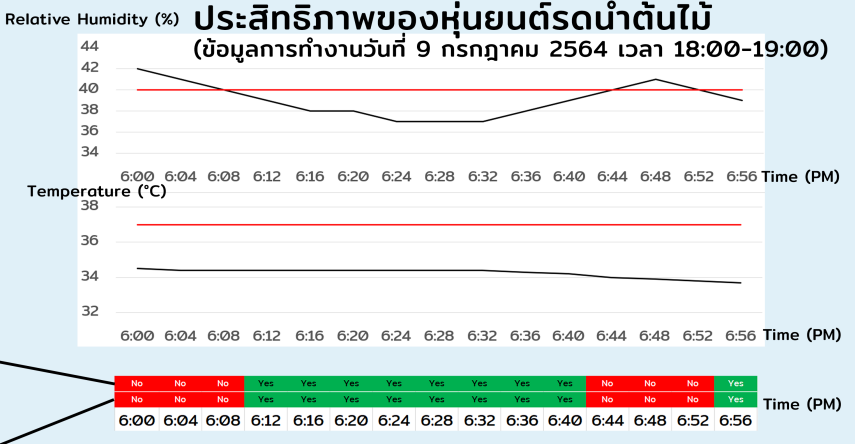 Relative Humidity (%) ประสิทธิภาพของหุ่นยนต์รดน้ำต้นไม้
(ข้อมูลการทำงานวันที่ 9 กรกฎาคม 2564 เวลา 18:00-19:00)
44
42
40
38
36
34
6:00 6:04 6:08 6:12 6:16 6:20 6:24 6:28 6:32 6:36 6:40 6:44 6:48 6:52 6:56 Time (PM)
Temperature (°C)
38
36
34
32
6:00 6:04 6:08 6:12 6:16 6:20 6:24 6:28 6:32 6:36 6:40 6:44 6:48 6:52 6:56 Time (PM)
No No No Yes Yes Yes Yes Yes Yes Yes Yes No No No Yes
No No No Yes Yes Yes Yes Yes Yes Yes Yes No No No Yes
6:00 6:04 6:08 6:12 6:16 6:20 6:24 6:28 6:32 6:36 6:40 6:44 6:48 6:52 6:56 Time (PM)